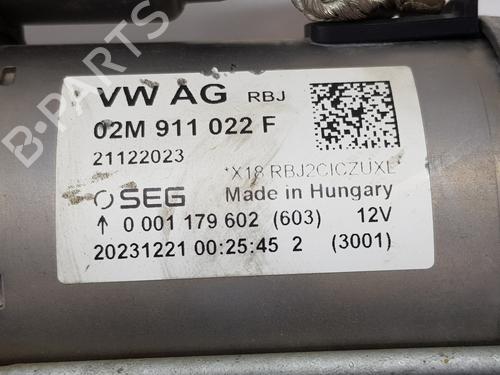 VW AG RBJ
02M 911 022 F
21122023
*X18 RBJ2CICZUXE*
SEG Made in Hungary
↑ 0 001 179 602 (603) 12V
20231221 00:25:45 2 (3001)
B-Parts